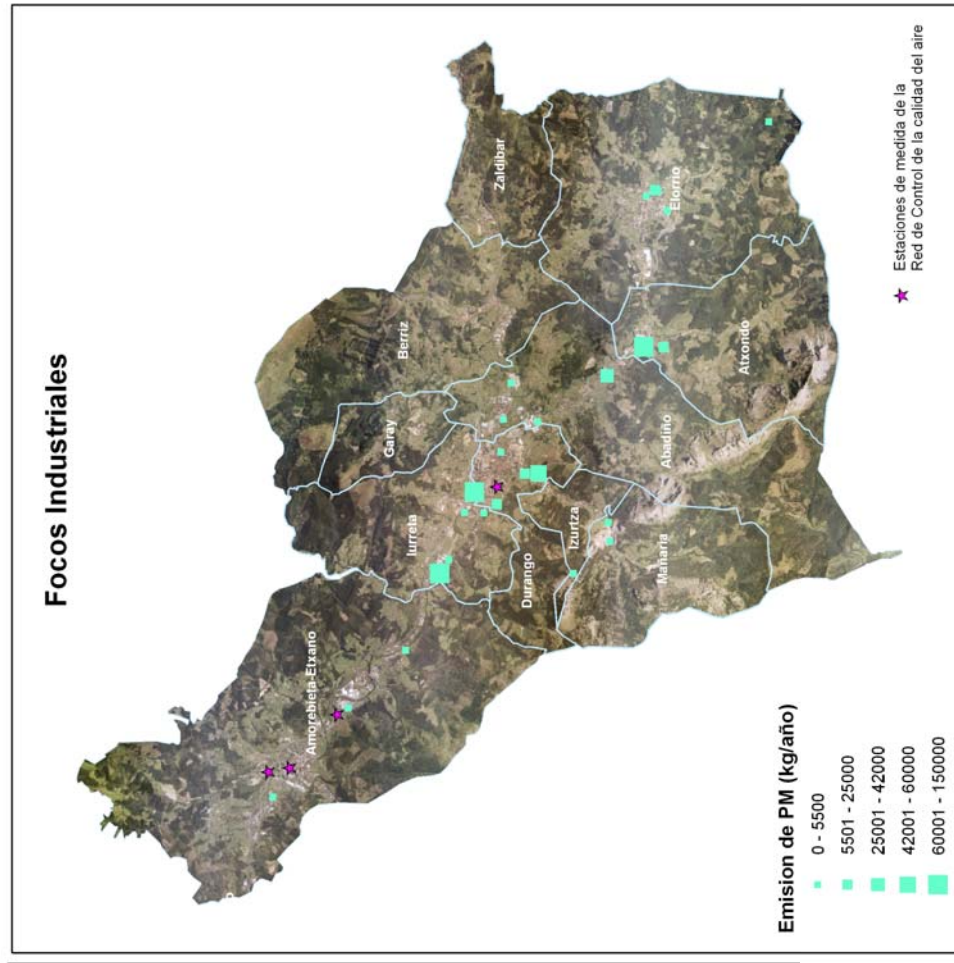 Focos Industriales
Amorebieta-Etxano
Iurreta
Garay
Berriz
Zaldibar
Durango
Izurtza
Mañaria
Abadiño
Atxondo
Elorrio
Emision de PM (kg/año)
0 - 5500
5501 - 25000
25001 - 42000
42001 - 60000
60001 - 150000
Estaciones de medida de la
Red de Control de la calidad del aire